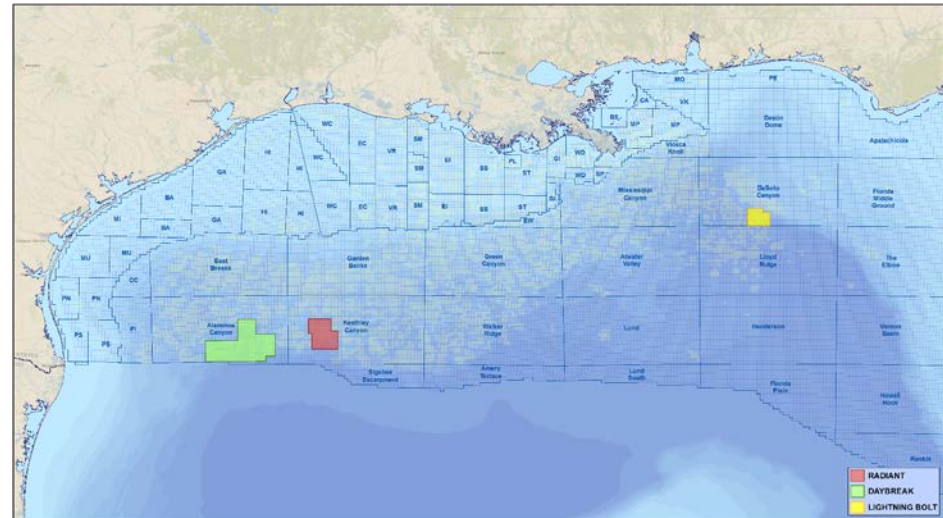 MO
PE
CA
VK
BS
MP
MP
Destin
Dome
Apalachicola
Viosca
Knoll
WC
EC
VR
SM
EI
SS
PL
ST
GI
WD
SP
HI
HI
WC
SM
MD
GA
BA
MI
GA
HI
HI
WC
EC
VR
SM
EI
SS
ST
EW
BA
Mississippi
Canyon
DeSoto
Canyon
Florida
Middle
Ground
MU
MU
CC
East
Breaks
Garden
Banks
Green
Canyon
Atwater
Valley
Lloyd
Ridge
The
Elbow
PN
PN
PS
PS
PI
Alaminos
Canyon
Keathley
Canyon
Walker
Ridge
Lund
Henderson
Vernon
Basin
Sigsbee
Escarpment
Amery
Terrace
Lund
South
Florida
Plain
Howell
Hook
Rankin
RADIANT
DAYBREAK
LIGHTNING BOLT